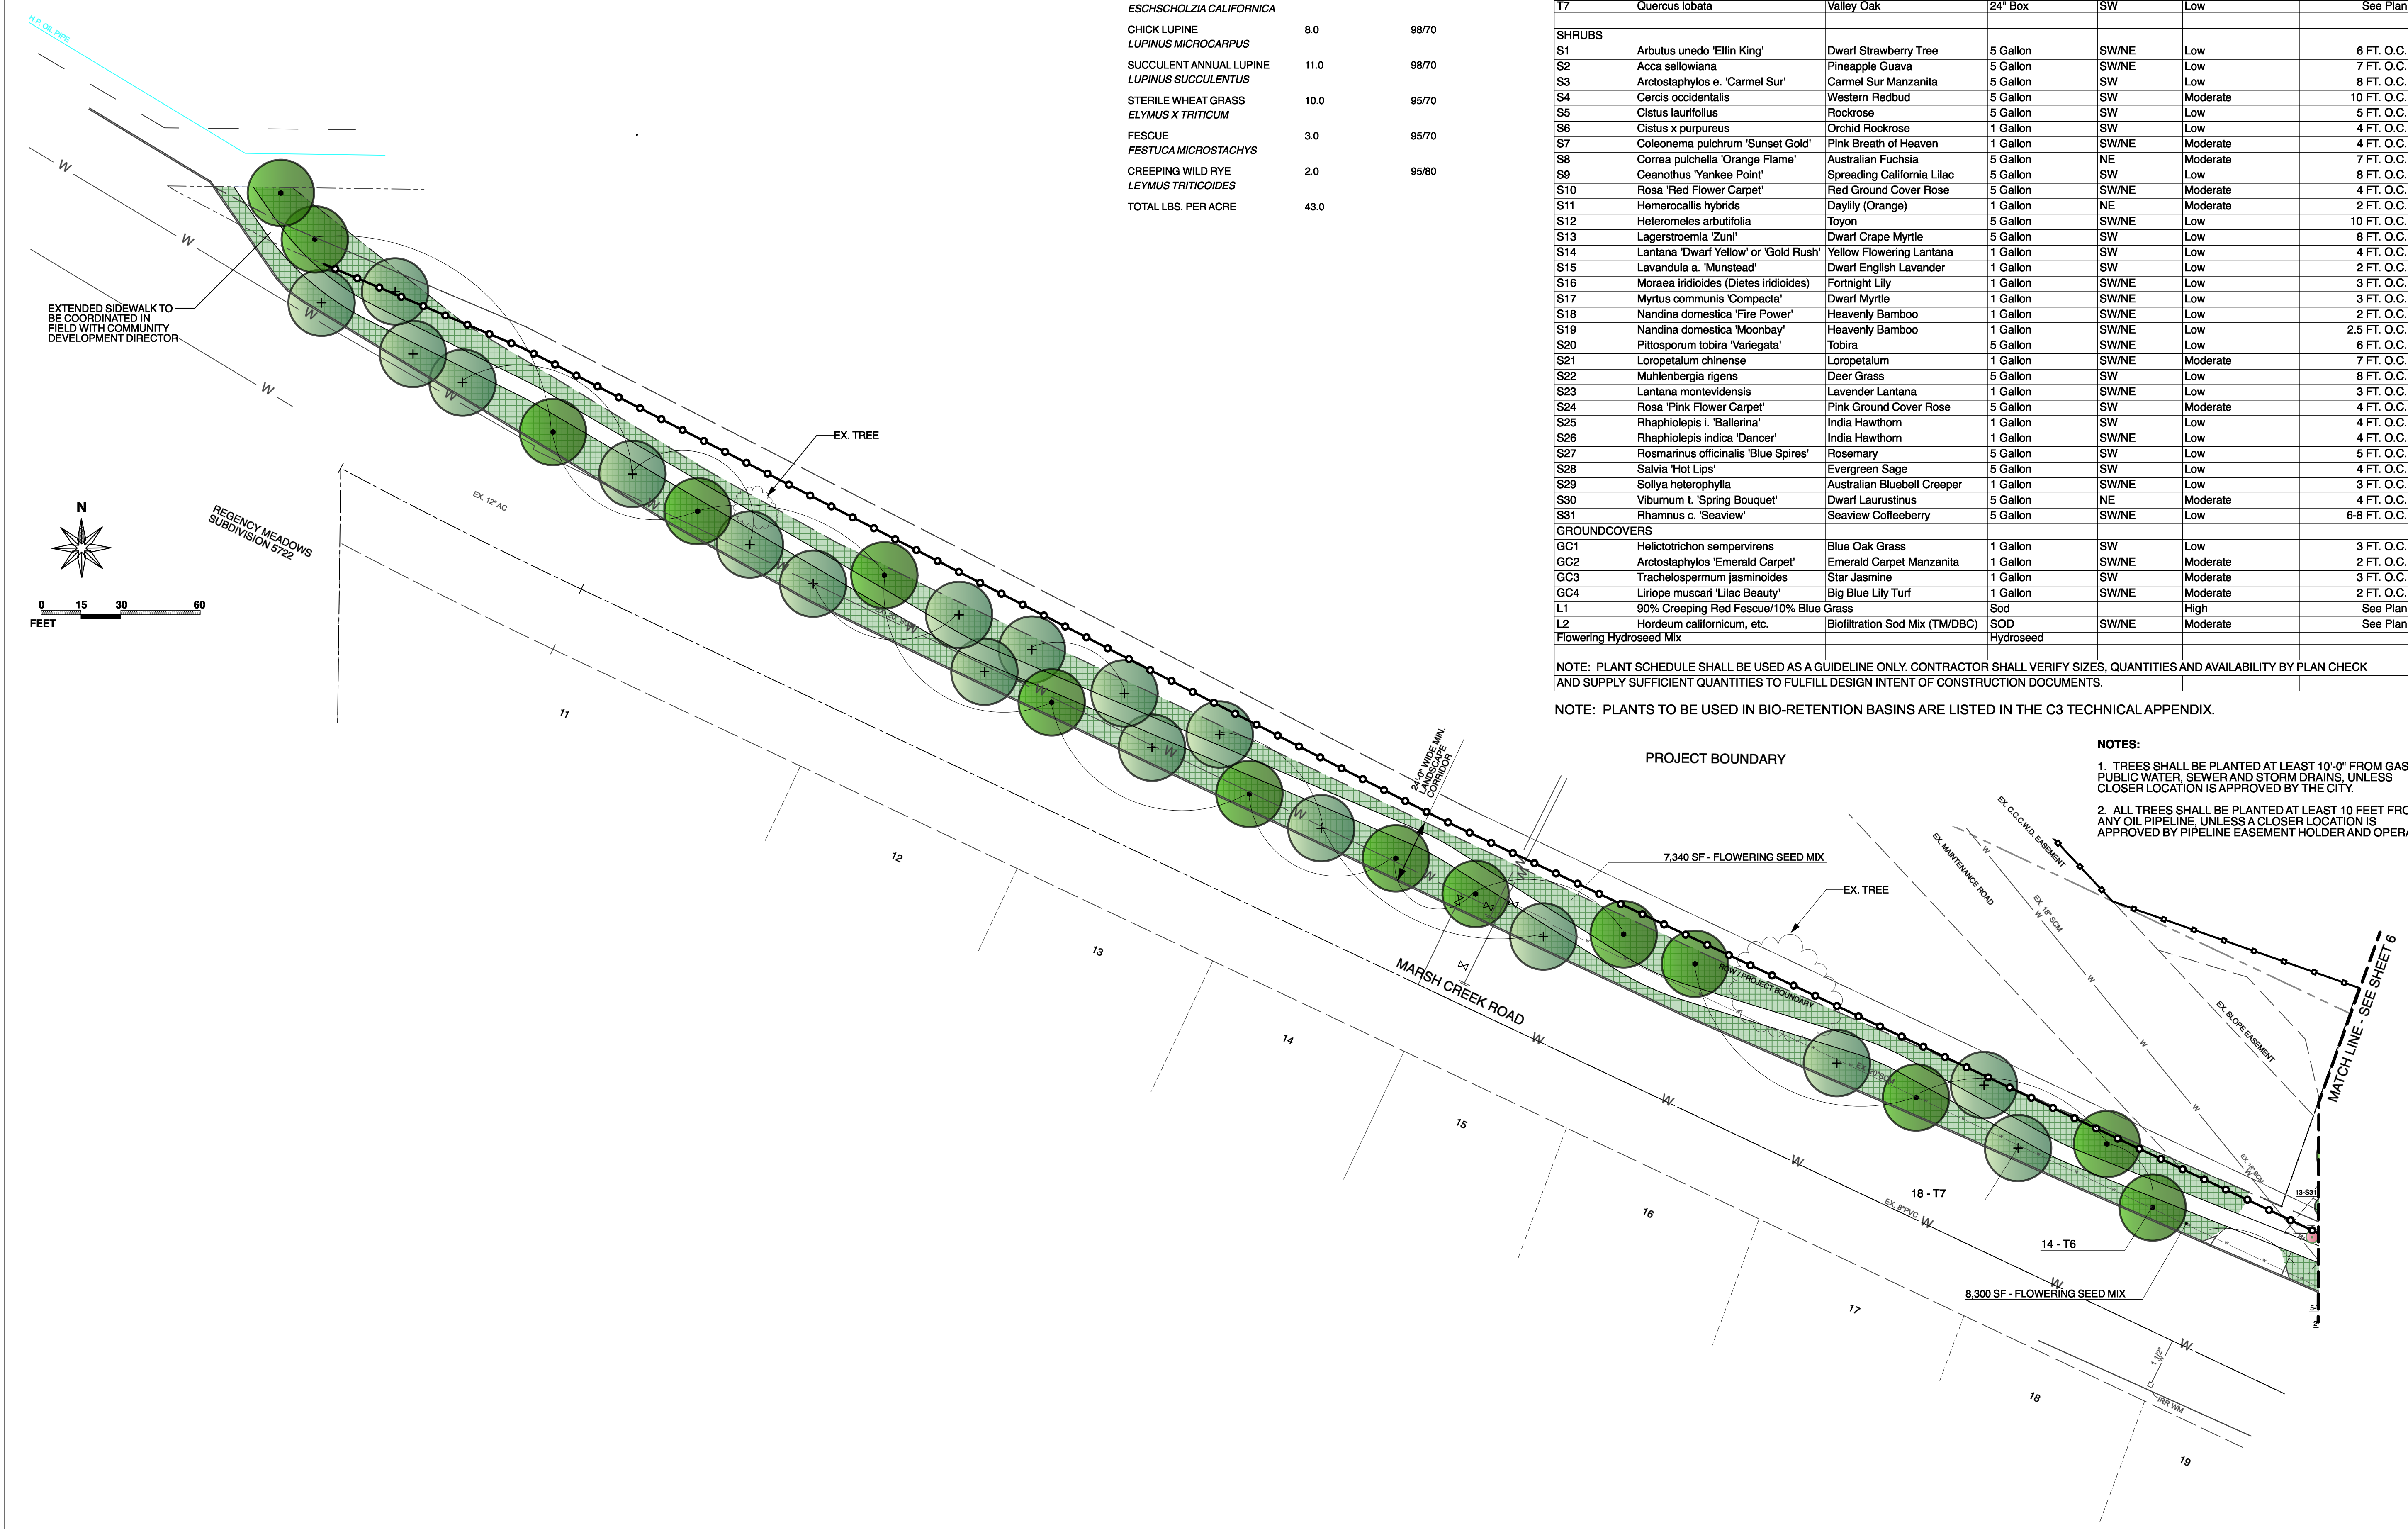 H.P. OIL PIPE
ESCHSCHOLZIA CALIFORNICA
CHICK LUPINE 8.0 98/70
LUPINUS MICROCARPUS
SUCCULENT ANNUAL LUPINE 11.0 98/70
LUPINUS SUCCULENTUS
STERILE WHEAT GRASS 10.0 95/70
ELYMUS X TRITICUM
FESCUE 3.0 95/70
FESTUCA MICROSTACHYS
CREEPING WILD RYE 2.0 95/80
LEYMUS TRITICOIDES
TOTAL LBS. PER ACRE 43.0
T7 Quercus lobata Valley Oak 24" Box SW Low See Plan
SHRUBS
S1 Arbutus unedo 'Elfin King' Dwarf Strawberry Tree 5 Gallon SW/NE Low 6 FT. O.C.
S2 Acca sellowiana Pineapple Guava 5 Gallon SW/NE Low 7 FT. O.C.
S3 Arctostaphylos e. 'Carmel Sur' Carmel Sur Manzanita 5 Gallon SW Low 8 FT. O.C.
S4 Cercis occidentalis Western Redbud 5 Gallon SW Moderate 10 FT. O.C.
S5 Cistus laurifolius Rockrose 5 Gallon SW Low 5 FT. O.C.
S6 Cistus x purpureus Orchid Rockrose 1 Gallon SW Low 4 FT. O.C.
S7 Coleonema pulchrum 'Sunset Gold' Pink Breath of Heaven 1 Gallon SW/NE Moderate 4 FT. O.C.
S8 Correa pulchella 'Orange Flame' Australian Fuchsia 5 Gallon NE Moderate 7 FT. O.C.
S9 Ceanothus 'Yankee Point' Spreading California Lilac 5 Gallon SW Low 8 FT. O.C.
S10 Rosa 'Red Flower Carpet' Red Ground Cover Rose 5 Gallon SW/NE Moderate 4 FT. O.C.
S11 Hemerocallis hybrids Daylily (Orange) 1 Gallon NE Moderate 2 FT. O.C.
S12 Heteromeles arbutifolia Toyon 5 Gallon SW/NE Low 10 FT. O.C.
S13 Lagerstroemia 'Zuni' Dwarf Crape Myrtle 5 Gallon SW Low 8 FT. O.C.
S14 Lantana 'Dwarf Yellow' or 'Gold Rush' Yellow Flowering Lantana 1 Gallon SW Low 4 FT. O.C.
S15 Lavandula a. 'Munstead' Dwarf English Lavander 1 Gallon SW Low 2 FT. O.C.
S16 Moraea iridioides (Dietes iridioides) Fortnight Lily 1 Gallon SW/NE Low 3 FT. O.C.
S17 Myrtus communis 'Compacta' Dwarf Myrtle 1 Gallon SW/NE Low 3 FT. O.C.
S18 Nandina domestica 'Fire Power' Heavenly Bamboo 1 Gallon SW/NE Low 2 FT. O.C.
S19 Nandina domestica 'Moonbay' Heavenly Bamboo 1 Gallon SW/NE Low 2.5 FT. O.C.
S20 Pittosporum tobira 'Variegata' Tobira 5 Gallon SW/NE Low 6 FT. O.C.
S21 Loropetalum chinense Loropetalum 1 Gallon SW/NE Moderate 7 FT. O.C.
S22 Muhlenbergia rigens Deer Grass 5 Gallon SW Low 8 FT. O.C.
S23 Lantana montevidensis Lavender Lantana 1 Gallon SW/NE Low 3 FT. O.C.
S24 Rosa 'Pink Flower Carpet' Pink Ground Cover Rose 5 Gallon SW Moderate 4 FT. O.C.
S25 Rhaphiolepis i. 'Ballerina' India Hawthorn 1 Gallon SW Low 4 FT. O.C.
S26 Rhaphiolepis indica 'Dancer' India Hawthorn 1 Gallon SW/NE Low 4 FT. O.C.
S27 Rosmarinus officinalis 'Blue Spires' Rosemary 5 Gallon SW Low 5 FT. O.C.
S28 Salvia 'Hot Lips' Evergreen Sage 5 Gallon SW Low 4 FT. O.C.
S29 Sollya heterophylla Australian Bluebell Creeper 1 Gallon SW/NE Low 3 FT. O.C.
S30 Viburnum t. 'Spring Bouquet' Dwarf Laurustinus 5 Gallon NE Moderate 4 FT. O.C.
S31 Rhamnus c. 'Seaview' Seaview Coffeeberry 5 Gallon SW/NE Low 6-8 FT. O.C.
GROUNDCOVERS
GC1 Helictotrichon sempervirens Blue Oak Grass 1 Gallon SW Low 3 FT. O.C.
GC2 Arctostaphylos 'Emerald Carpet' Emerald Carpet Manzanita 1 Gallon SW/NE Moderate 2 FT. O.C.
GC3 Trachelospermum jasminoides Star Jasmine 1 Gallon SW Moderate 3 FT. O.C.
GC4 Liriope muscari 'Lilac Beauty' Big Blue Lily Turf 1 Gallon SW/NE Moderate 2 FT. O.C.
L1 90% Creeping Red Fescue/10% Blue Grass Sod High See Plan
L2 Hordeum californicum, etc. Biofiltration Sod Mix (TM/DBC) SOD SW/NE Moderate See Plan
Flowering Hydroseed Mix Hydroseed
NOTE: PLANT SCHEDULE SHALL BE USED AS A GUIDELINE ONLY. CONTRACTOR SHALL VERIFY SIZES, QUANTITIES AND AVAILABILITY BY PLAN CHECK
AND SUPPLY SUFFICIENT QUANTITIES TO FULFILL DESIGN INTENT OF CONSTRUCTION DOCUMENTS.
NOTE: PLANTS TO BE USED IN BIO-RETENTION BASINS ARE LISTED IN THE C3 TECHNICAL APPENDIX.
PROJECT BOUNDARY
NOTES:
1. TREES SHALL BE PLANTED AT LEAST 10'-0" FROM GAS
PUBLIC WATER, SEWER AND STORM DRAINS, UNLESS
CLOSER LOCATION IS APPROVED BY THE CITY.
2. ALL TREES SHALL BE PLANTED AT LEAST 10 FEET FRO
ANY OIL PIPELINE, UNLESS A CLOSER LOCATION IS
APPROVED BY PIPELINE EASEMENT HOLDER AND OPERA
EXTENDED SIDEWALK TO
BE COORDINATED IN
FIELD WITH COMMUNITY
DEVELOPMENT DIRECTOR
W
W
W
W
W
EX. TREE
EX. 12" AC
N
REGENCY MEADOWS
SUBDIVISION 5722
0 15 30 60
FEET
24'-0" WIDE MIN.
LANDSCAPE
CORRIDOR
7,340 SF - FLOWERING SEED MIX
EX. TREE
EX. C.C.C.W.D. EASEMENT
EX. MAINTENANCE ROAD
EX. 18" SCM
EX. SLOPE EASEMENT
MATCH LINE - SEE SHEET 6
ROW / PROJECT BOUNDARY
MARSH CREEK ROAD
EX. 20"SCM
EX. 18" SCM
13-S31
18 - T7
14 - T6
EX. 8"PVC
8,300 SF - FLOWERING SEED MIX
5-
2
11
12
13
14
15
16
17
18
19
1 1/2"
IRR WM